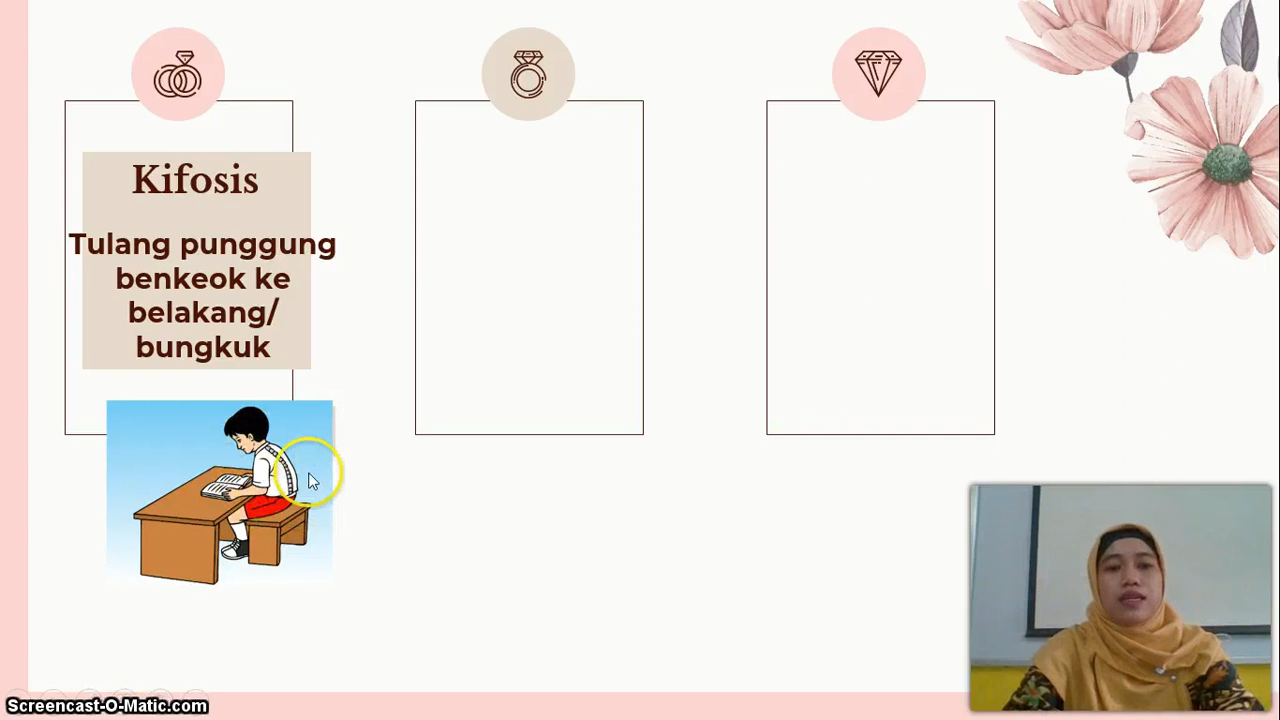 Kifosis
Tulang punggung
benkeok ke
belakang/
bungkuk
Screencast-O-Matic.com